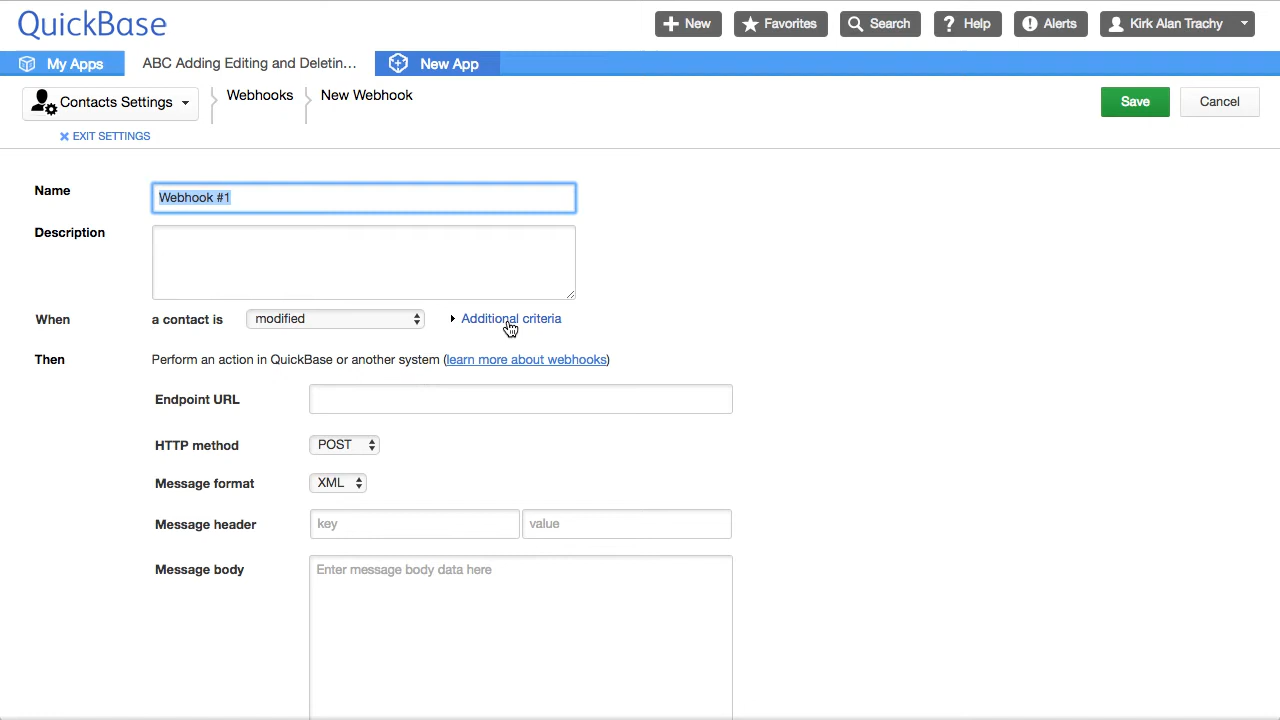 QuickBase
New
Favorites
Search
Help
Alerts
Kirk Alan Trachy
My Apps
ABC Adding Editing and Deletin...
New App
Contacts Settings
Webhooks
New Webhook
Save
Cancel
EXIT SETTINGS
Name
Webhook #1
Description
When
a contact is
modified
Additional criteria
Then
Perform an action in QuickBase or another system (learn more about webhooks)
Endpoint URL
HTTP method
POST
Message format
XML
Message header
key
value
Message body
Enter message body data here